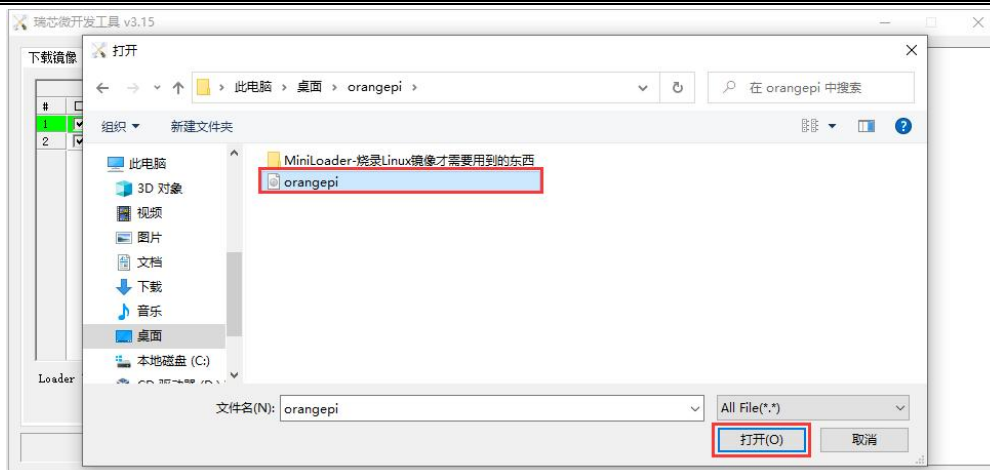 瑞芯微开发工具 v3.15
下载镜像
打开
此电脑 › 桌面 › orangepi ›
在 orangepi 中搜索
组织
新建文件夹
#
1
2
此电脑
3D 对象
视频
图片
文档
下载
音乐
桌面
本地磁盘 (C:)
MiniLoader-烧录Linux镜像才需要用到的东西
orangepi
Loader
文件名(N):
orangepi
All File(*.*)
打开(O)
取消